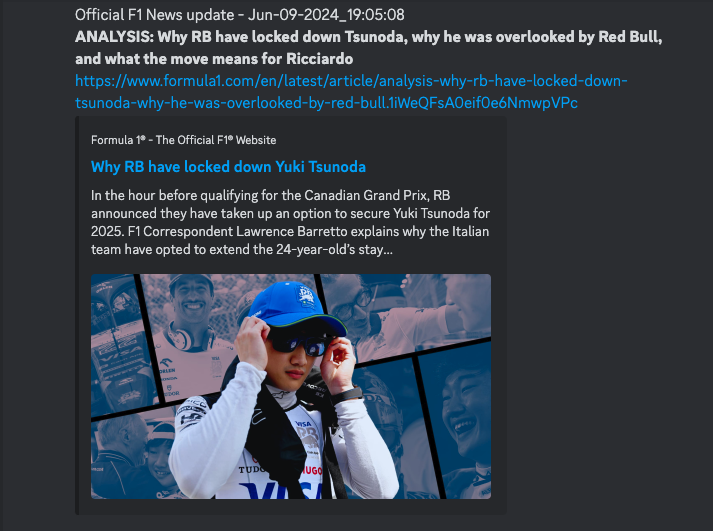 Official F1 News update - Jun-09-2024_19:05:08
ANALYSIS: Why RB have locked down Tsunoda, why he was overlooked by Red Bull,
and what the move means for Ricciardo
https://www.formula1.com/en/latest/article/analysis-why-rb-have-locked-down-
tsunoda-why-he-was-overlooked-by-red-bull.1iWeQFsA0eif0e6NmwpVPc
Formula 1® - The Official F1® Website
Why RB have locked down Yuki Tsunoda
In the hour before qualifying for the Canadian Grand Prix, RB
announced they have taken up an option to secure Yuki Tsunoda for
2025. F1 Correspondent Lawrence Barretto explains why the Italian
team have opted to extend the 24-year-old’s stay...
VISA
RB
TUDOR
HUGO
VISA